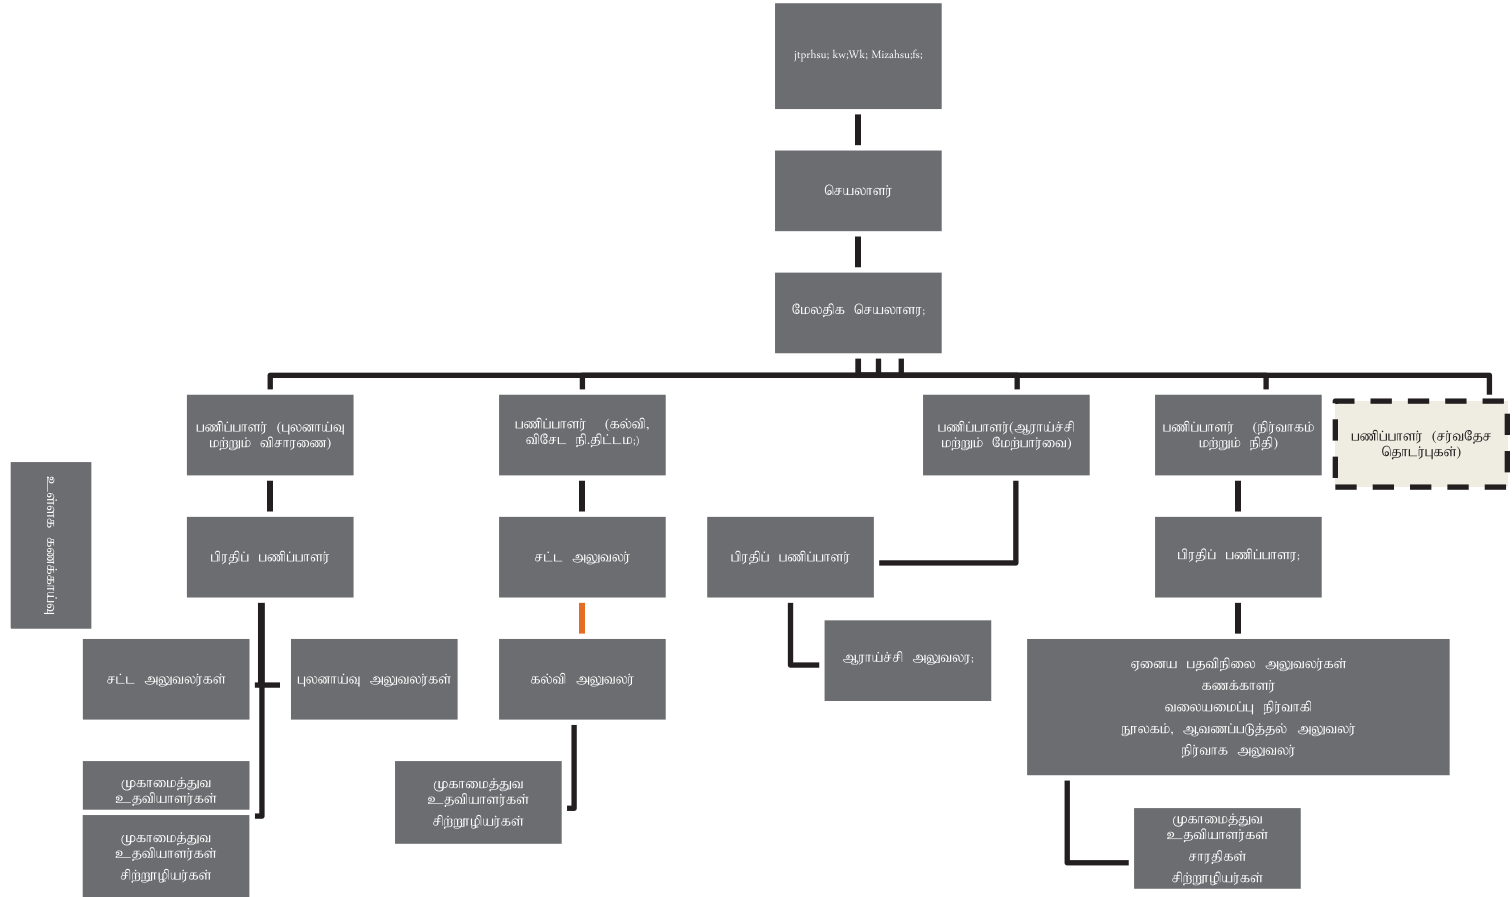 jtprhsu; kw;Wk; Mizahsu;fs;
செயலாளர்
மேலதிக செயலாளர;
பணிப்பாளர் (புலனாய்வு
மற்றும் விசாரணை)
பணிப்பாளர் (கல்வி,
விசேட நி.திட்டம;)
பணிப்பாளர்(ஆராய்ச்சி
மற்றும் மேற்பார்வை)
பணிப்பாளர் (நிர்வாகம்
மற்றும் நிதி)
பணிப்பாளர் (சர்வதேச
தொடர்புகள்)
உள்ளக கணக்காய்வு
பிரதிப் பணிப்பாளர்
சட்ட அலுவலர்
பிரதிப் பணிப்பாளர்
பிரதிப் பணிப்பாளர;
சட்ட அலுவலர்கள்
புலனாய்வு அலுவலர்கள்
கல்வி அலுவலர்
ஆராய்ச்சி அலுவலர;
ஏனைய பதவிநிலை அலுவலர்கள்
கணக்காளர்
வலையமைப்பு நிர்வாகி
நூலகம், ஆவணப்படுத்தல் அலுவலர்
நிர்வாக அலுவலர்
முகாமைத்துவ
உதவியாளர்கள்
முகாமைத்துவ
உதவியாளர்கள்
சிற்றூழியர்கள்
முகாமைத்துவ
உதவியாளர்கள்
சிற்றூழியர்கள்
முகாமைத்துவ
உதவியாளர்கள்
சாரதிகள்
சிற்றூழியர்கள்